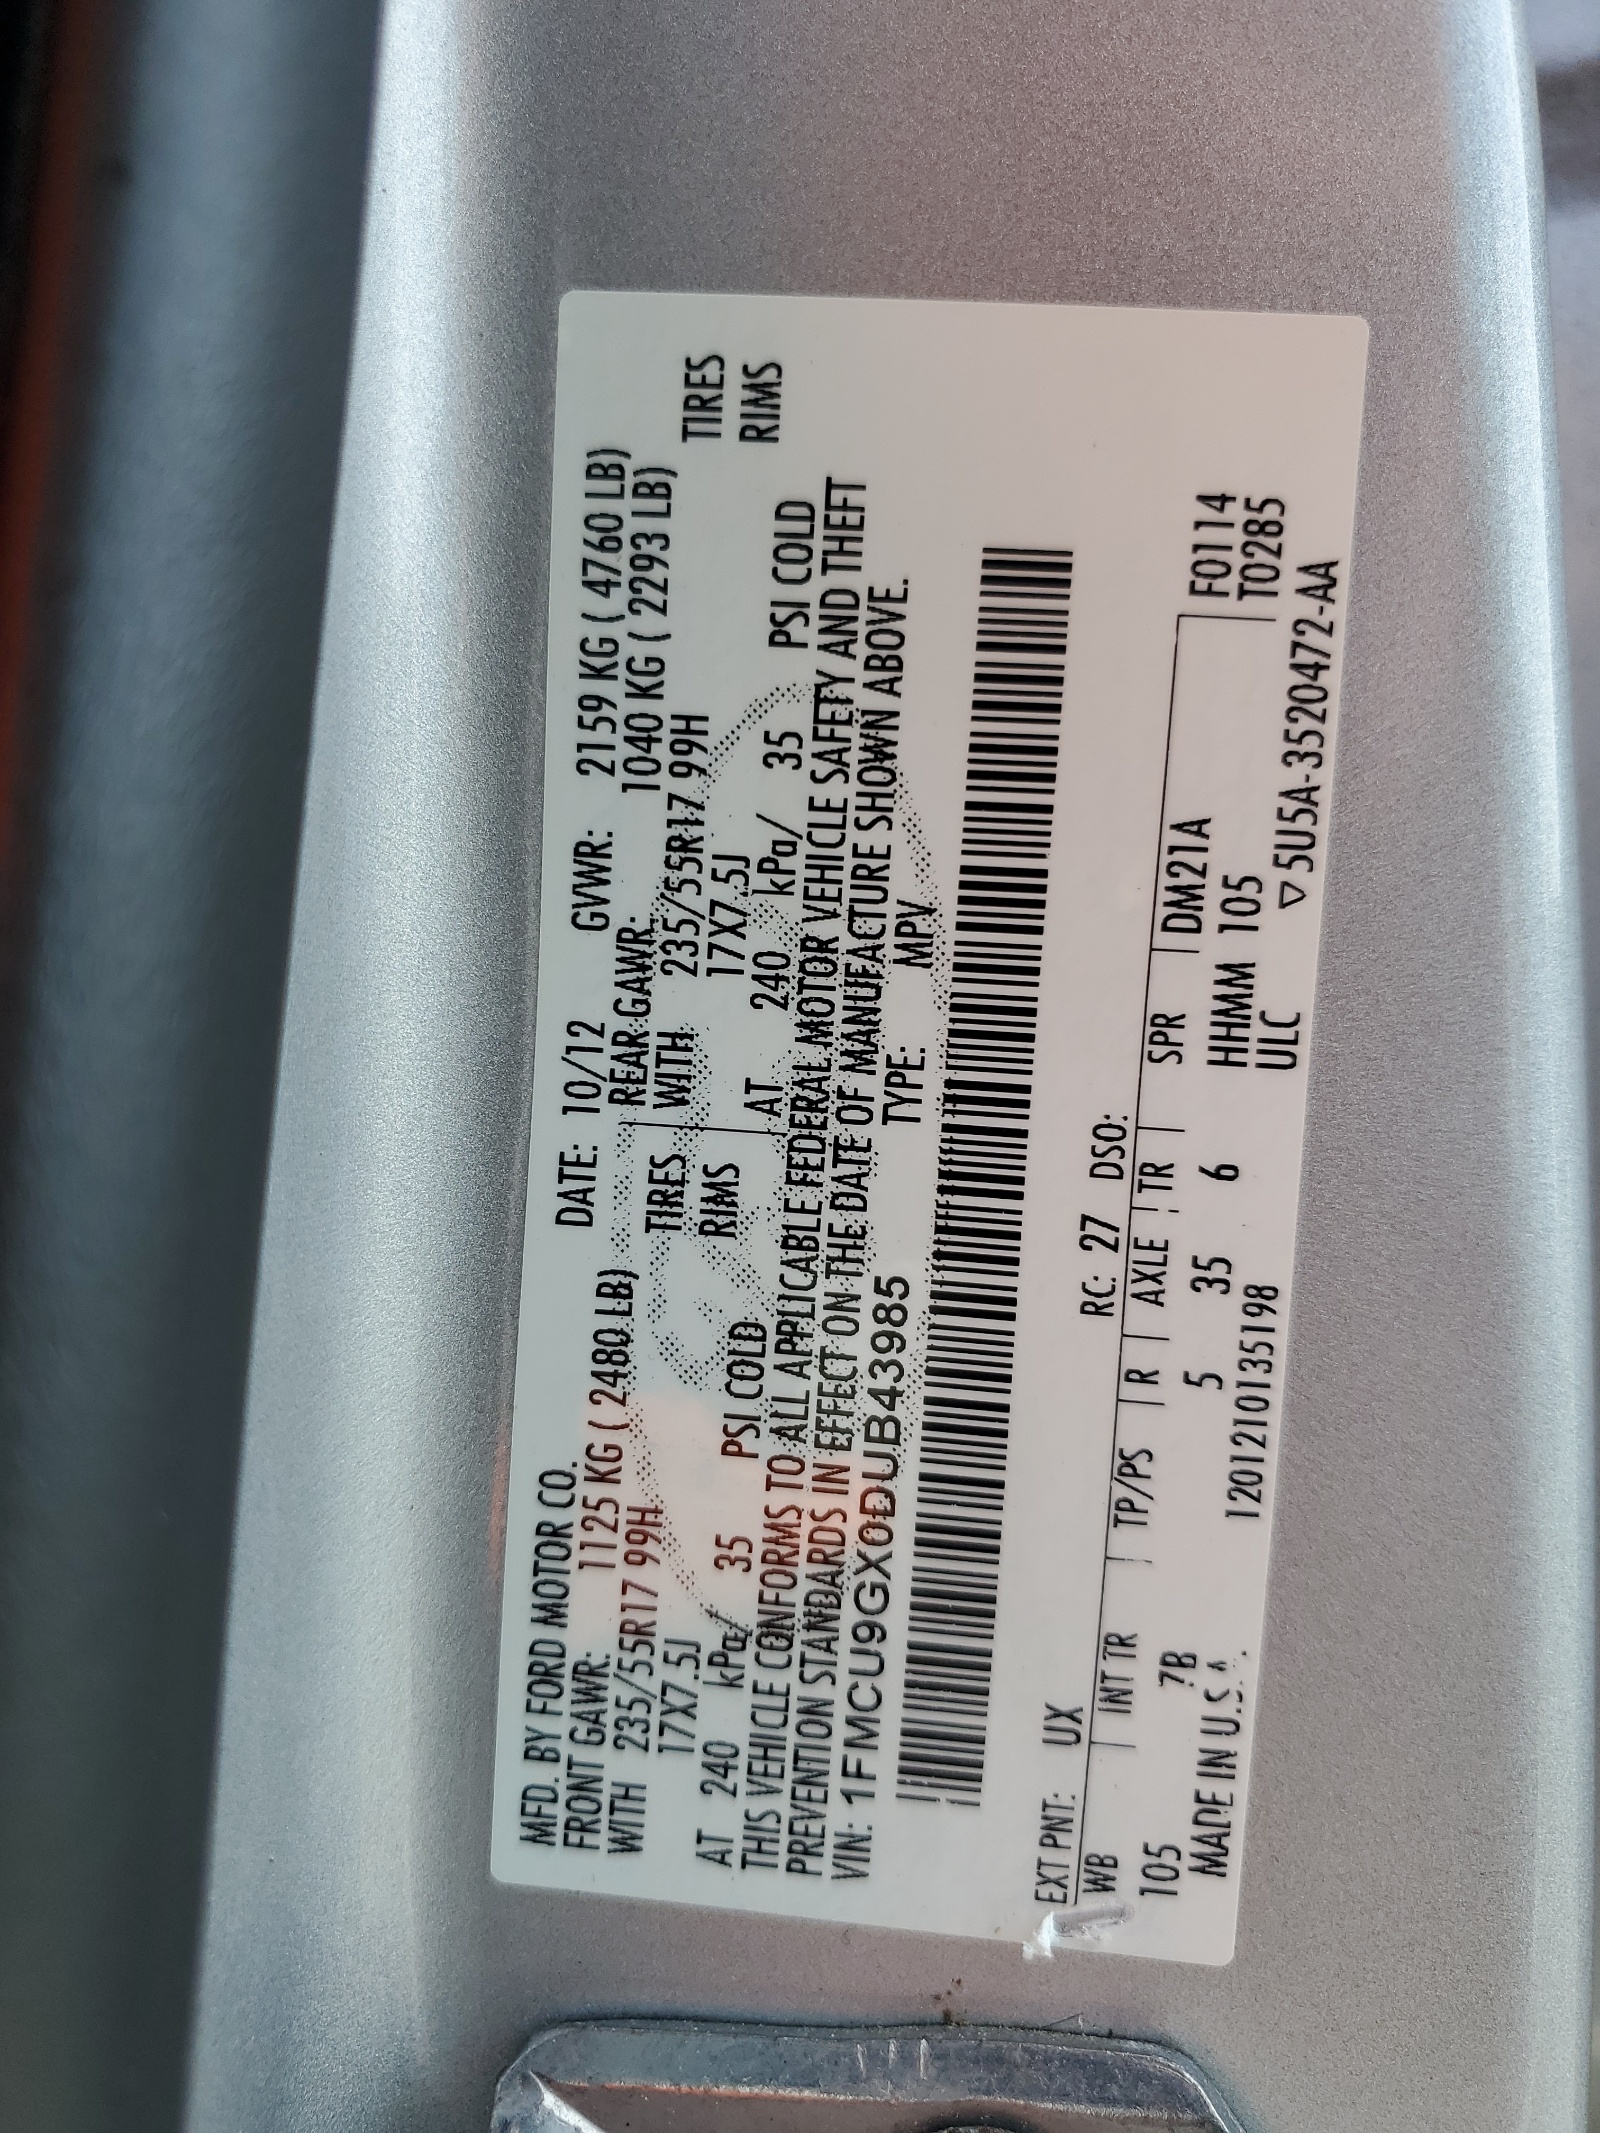 MFD. BY FORD MOTOR CO. DATE: 10/12 GVWR: 2159 KG ( 4760 LB)
FRONT GAWR: 1125 KG ( 2480 LB) REAR GAWR: 1040 KG ( 2293 LB)
WITH 235/55R17 99H TIRES WITH 235/55R17 99H TIRES
17X7.5J RIMS 17X7.5J RIMS
AT 240 kPa/ 35 PSI COLD AT 240 kPa/ 35 PSI COLD
THIS VEHICLE CONFORMS TO ALL APPLICABLE FEDERAL MOTOR VEHICLE SAFETY AND THEFT
PREVENTION STANDARDS IN EFFECT ON THE DATE OF MANUFACTURE SHOWN ABOVE.
VIN: 1FMCU9GX0DUB43985 TYPE: MPV
EXT PNT: UX RC: 27 DSO:
WB INT TR TP/PS R AXLE TR SPR DM21A F0114
105 7B 5 35 6 HHMM 105 T0285
MADE IN U.S.A. 1201210135198 ULC ▽5U5A-3520472-AA